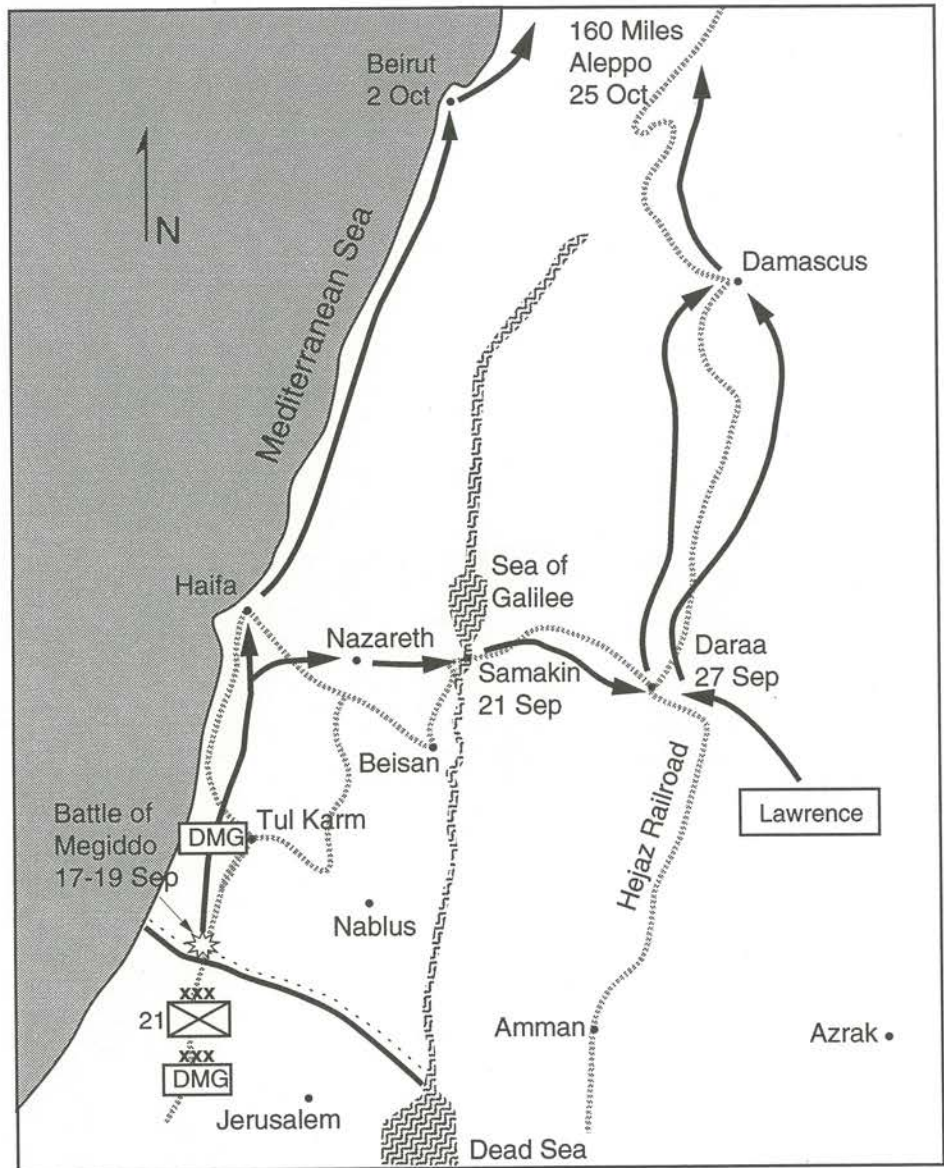 160 Miles
Aleppo
25 Oct
Beirut
2 Oct
N
Mediterranean Sea
Damascus
Haifa
Sea of
Galilee
Nazareth
Samakin
21 Sep
Daraa
27 Sep
Beisan
Lawrence
Battle of
Megiddo
17-19 Sep
DMG
Tul Karm
Hejaz Railroad
Nablus
xxx
21
xxx
DMG
Amman
Azrak
Jerusalem
Dead Sea